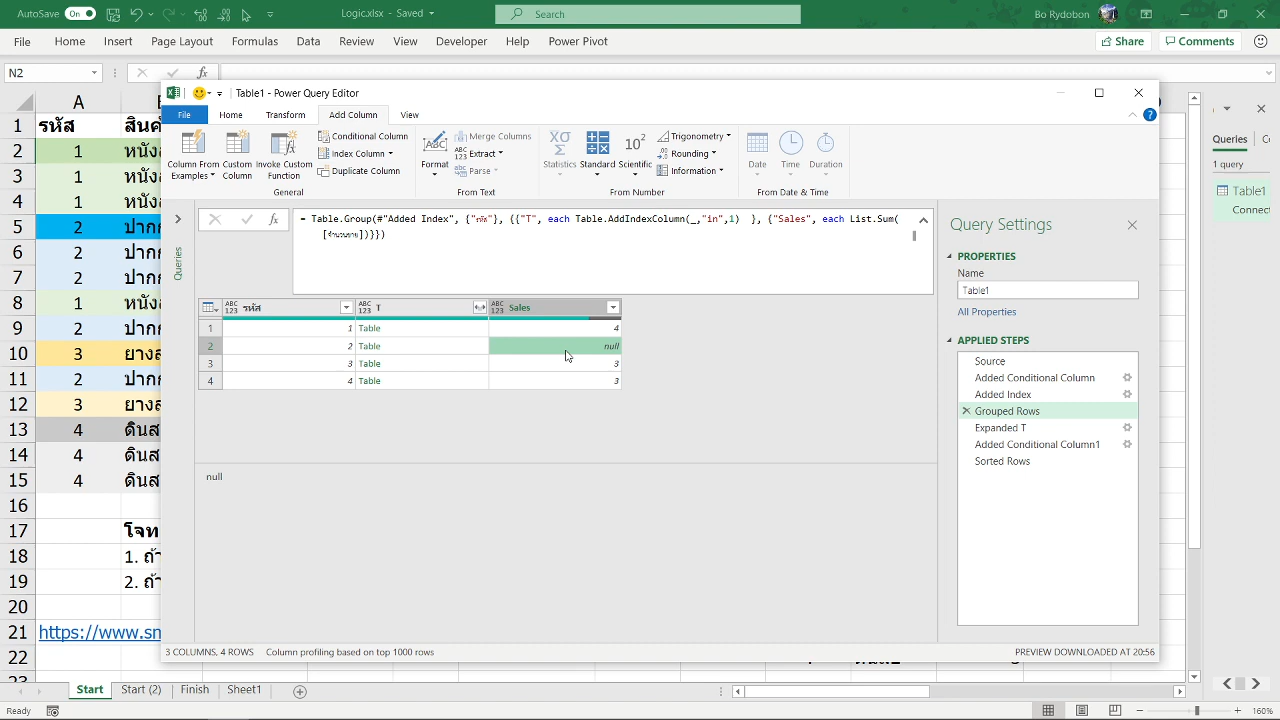 AutoSave On
Logic.xlsx - Saved
Search
Bo Rydobon
File Home Insert Page Layout Formulas Data Review View Developer Help Power Pivot
Share Comments
N2
fx
Table1 - Power Query Editor
File Home Transform Add Column View
Column From Examples
Custom Column
Invoke Custom Function
Conditional Column
Index Column
Duplicate Column
General
Format
Merge Columns
Extract
Parse
From Text
Statistics
Standard
Scientific
Trigonometry
Rounding
Information
From Number
Date
Time
Duration
From Date & Time
Queries
= Table.Group(#"Added Index", {"รหัส"}, {{"T", each Table.AddIndexColumn(_,"in",1) }, {"Sales", each List.Sum(
[จำนวนขาย])}})
ABC 123 รหัส ABC 123 T ABC 123 Sales
1 1 Table 4
2 2 Table null
3 3 Table 3
4 4 Table 3
null
Query Settings
PROPERTIES
Name
Table1
All Properties
APPLIED STEPS
Source
Added Conditional Column
Added Index
Grouped Rows
Expanded T
Added Conditional Column1
Sorted Rows
3 COLUMNS, 4 ROWS Column profiling based on top 1000 rows
PREVIEW DOWNLOADED AT 20:56
Queries
1 query
Table1
Connect
A
1 รหัส
2 1
3 1
4 1
5 2
6 2
7 2
8 1
9 2
10 3
11 2
12 3
13 4
14 4
15 4
16
17
18 1.
19 2.
20
21 https://www.sn
22
Start Start (2) Finish Sheet1
Ready
160%